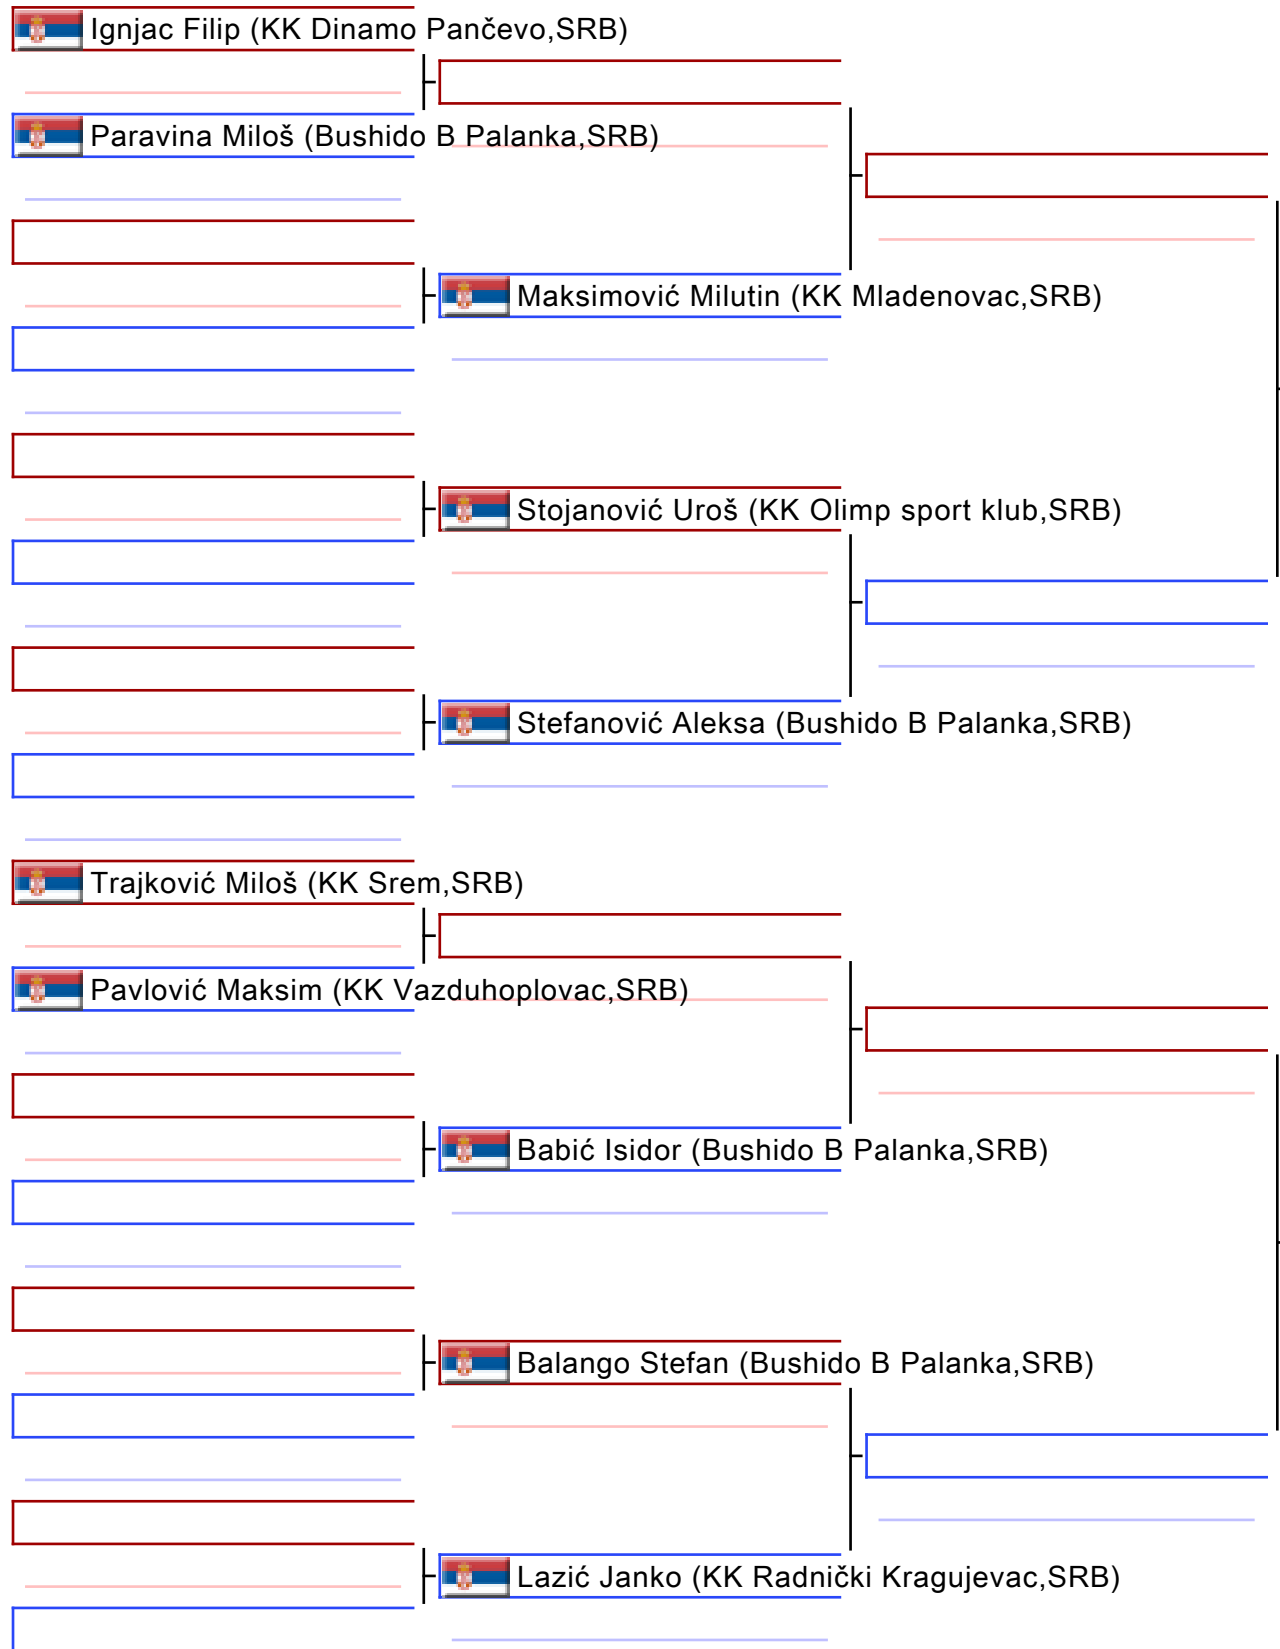 Ignjac Filip (KK Dinamo Pančevo,SRB)
Paravina Miloš (Bushido B Palanka,SRB)
Maksimović Milutin (KK Mladenovac,SRB)
Stojanović Uroš (KK Olimp sport klub,SRB)
Stefanović Aleksa (Bushido B Palanka,SRB)
Trajković Miloš (KK Srem,SRB)
Pavlović Maksim (KK Vazduhoplovac,SRB)
Babić Isidor (Bushido B Palanka,SRB)
Balango Stefan (Bushido B Palanka,SRB)
Lazić Janko (KK Radnički Kragujevac,SRB)